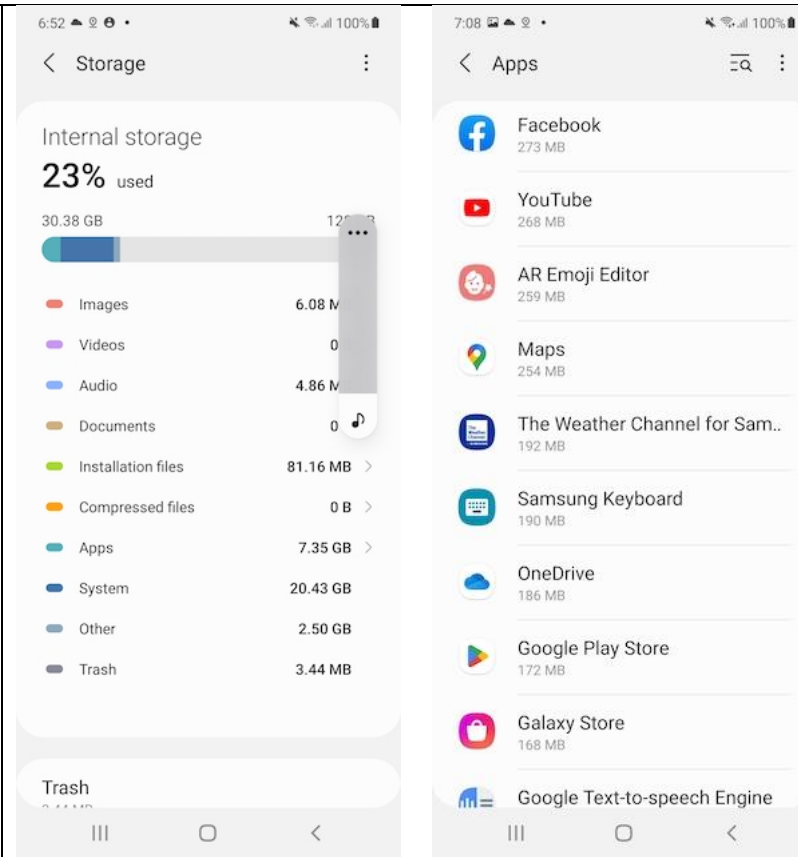 6:52
100%
Storage
Internal storage
23% used
30.38 GB
Images 6.08
Videos 0
Audio 4.86
Documents 0
Installation files 81.16 MB
Compressed files 0 B
Apps 7.35 GB
System 20.43 GB
Other 2.50 GB
Trash 3.44 MB
Trash
7:08
100%
Apps
Facebook
273 MB
YouTube
268 MB
AR Emoji Editor
259 MB
Maps
254 MB
The Weather Channel for Sam..
192 MB
Samsung Keyboard
190 MB
OneDrive
186 MB
Google Play Store
172 MB
Galaxy Store
168 MB
Google Text-to-speech Engine